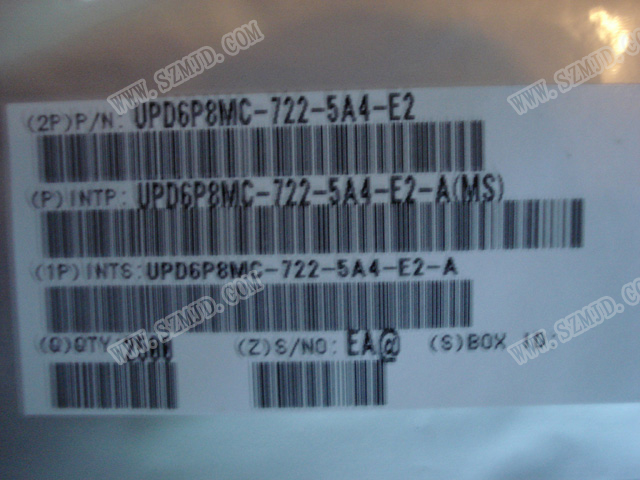 (2P)P/N: UPD6P8MC-722-5A4-E2
(P)INTP: UPD6P8MC-722-5A4-E2-A(MS)
(1P)INTS:UPD6P8MC-722-5A4-E2-A
(Q)QTY (Z)S/NO: EA@ (S)BOX
WWW.SZMJD.COM
WWW.SZMJD.COM
WWW.SZMJD.COM
WWW.SZMJD.COM